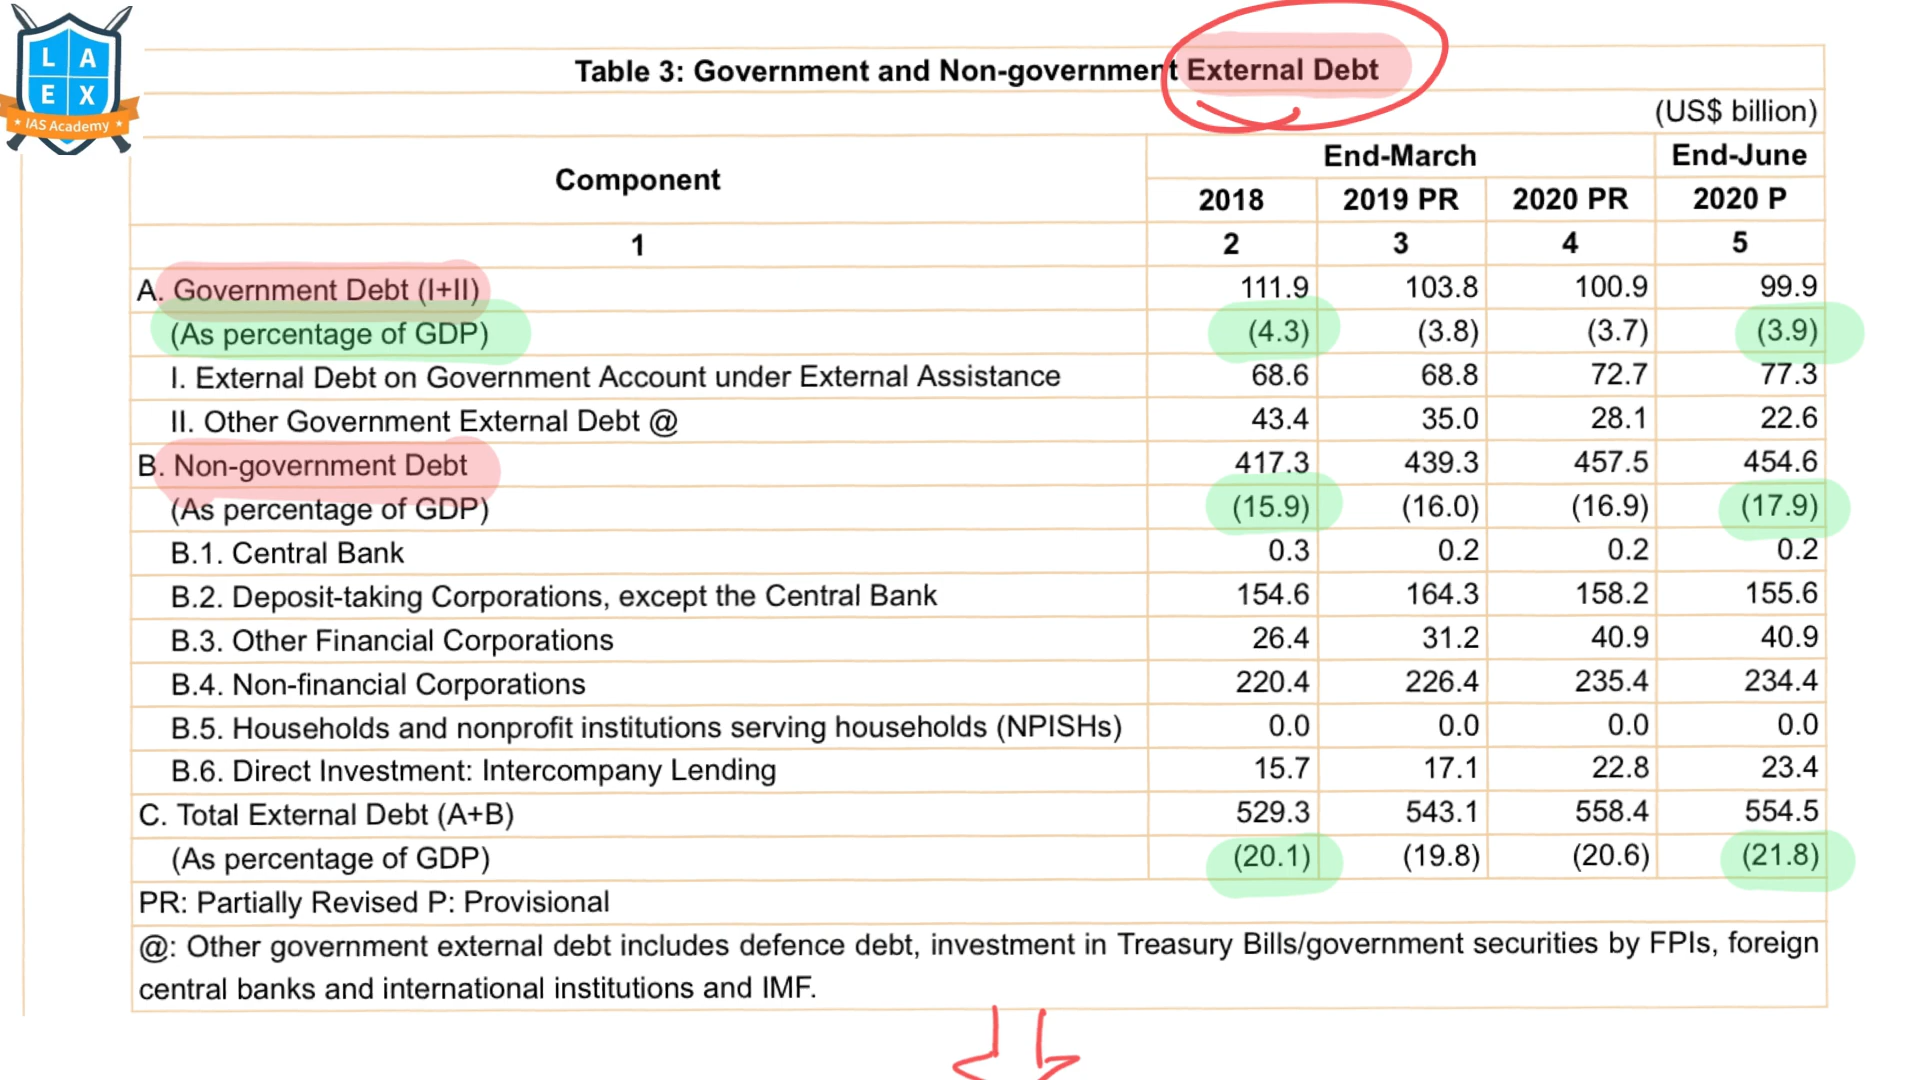 L A
E X
IAS Academy
Table 3: Government and Non-government External Debt
(US$ billion)
Component End-March End-June
2018 2019 PR 2020 PR 2020 P
1 2 3 4 5
A. Government Debt (I+II) 111.9 103.8 100.9 99.9
(As percentage of GDP) (4.3) (3.8) (3.7) (3.9)
I. External Debt on Government Account under External Assistance 68.6 68.8 72.7 77.3
II. Other Government External Debt @ 43.4 35.0 28.1 22.6
B. Non-government Debt 417.3 439.3 457.5 454.6
(As percentage of GDP) (15.9) (16.0) (16.9) (17.9)
B.1. Central Bank 0.3 0.2 0.2 0.2
B.2. Deposit-taking Corporations, except the Central Bank 154.6 164.3 158.2 155.6
B.3. Other Financial Corporations 26.4 31.2 40.9 40.9
B.4. Non-financial Corporations 220.4 226.4 235.4 234.4
B.5. Households and nonprofit institutions serving households (NPISHs) 0.0 0.0 0.0 0.0
B.6. Direct Investment: Intercompany Lending 15.7 17.1 22.8 23.4
C. Total External Debt (A+B) 529.3 543.1 558.4 554.5
(As percentage of GDP) (20.1) (19.8) (20.6) (21.8)
PR: Partially Revised P: Provisional
@: Other government external debt includes defence debt, investment in Treasury Bills/government securities by FPIs, foreign
central banks and international institutions and IMF.